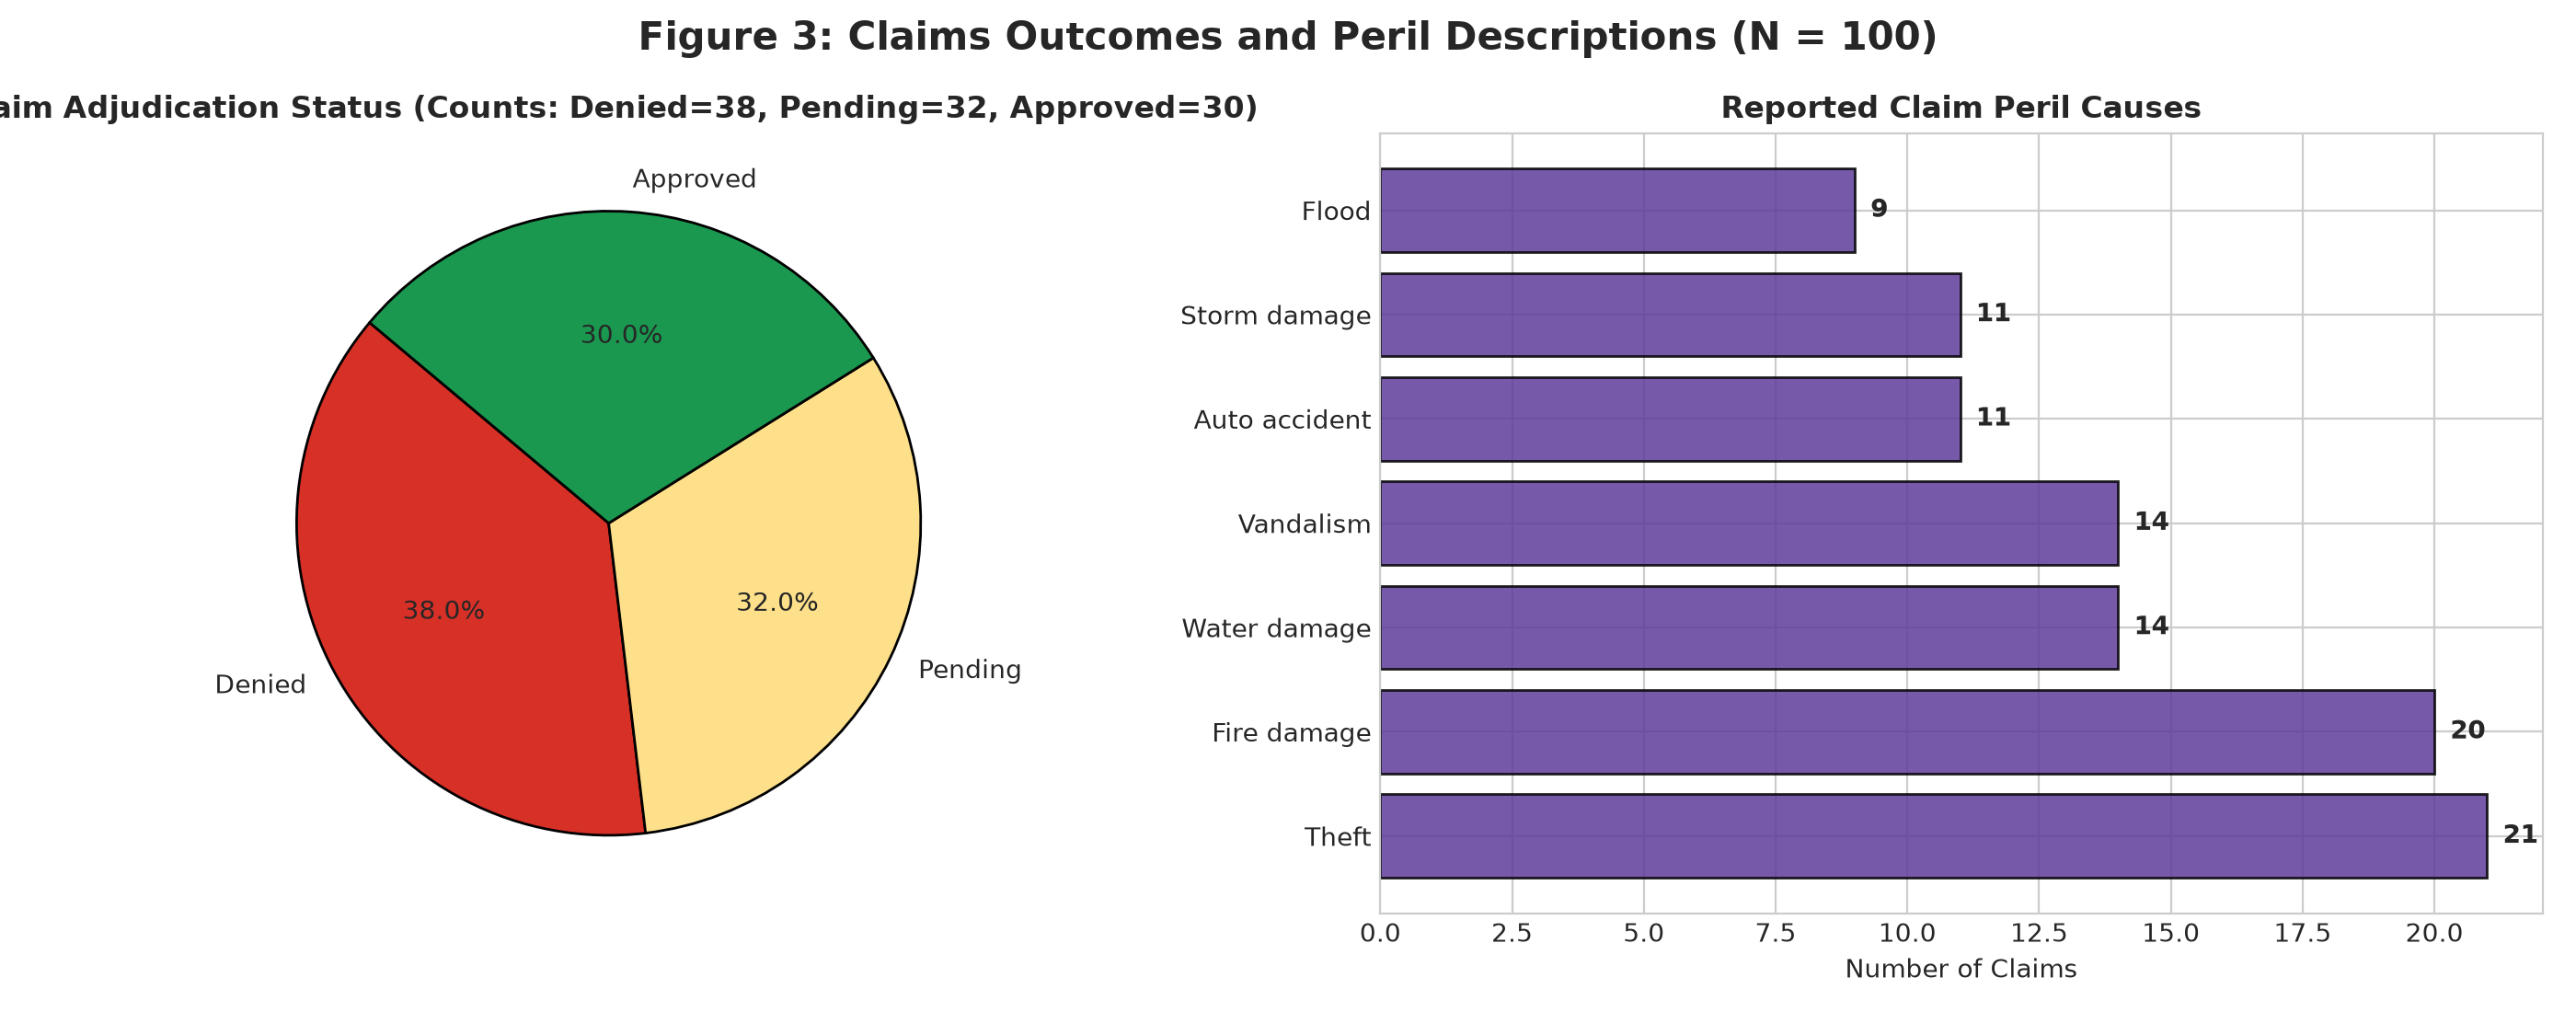 Figure 3: Claims Outcomes and Peril Descriptions (N = 100)
aim Adjudication Status (Counts: Denied=38, Pending=32, Approved=30)
Approved
30.0%
38.0%
32.0%
Denied
Pending
Reported Claim Peril Causes
Flood
9
Storm damage
11
Auto accident
11
Vandalism
14
Water damage
14
Fire damage
20
Theft
21
0.0 2.5 5.0 7.5 10.0 12.5 15.0 17.5 20.0
Number of Claims